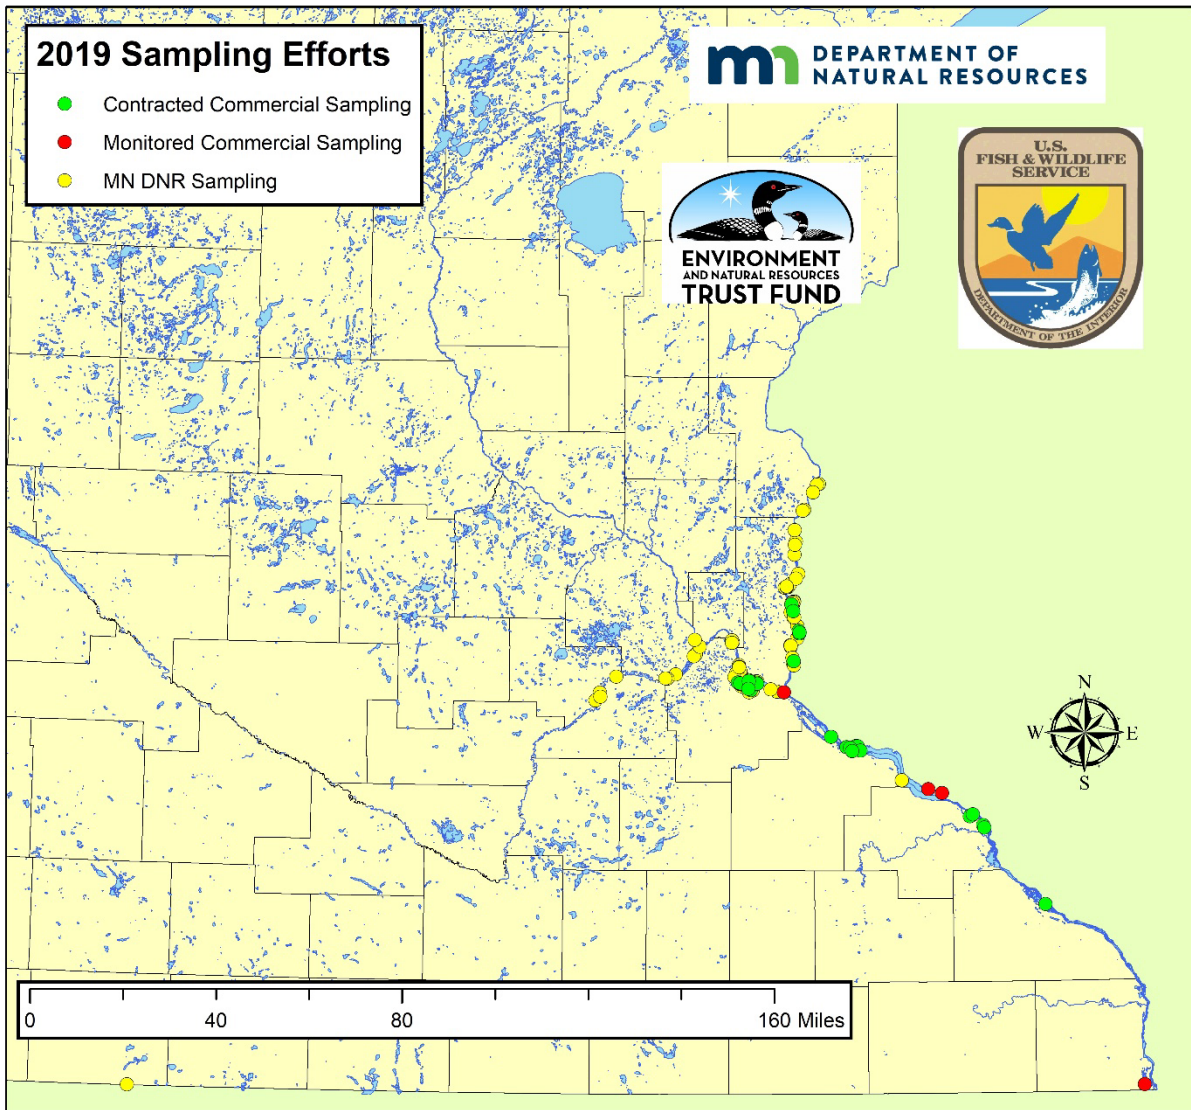 2019 Sampling Efforts
Contracted Commercial Sampling
Monitored Commercial Sampling
MN DNR Sampling
mn DEPARTMENT OF
NATURAL RESOURCES
U.S.
FISH & WILDLIFE
SERVICE
DEPARTMENT OF THE INTERIOR
ENVIRONMENT
AND NATURAL RESOURCES
TRUST FUND
N
W E
S
0 40 80 160 Miles